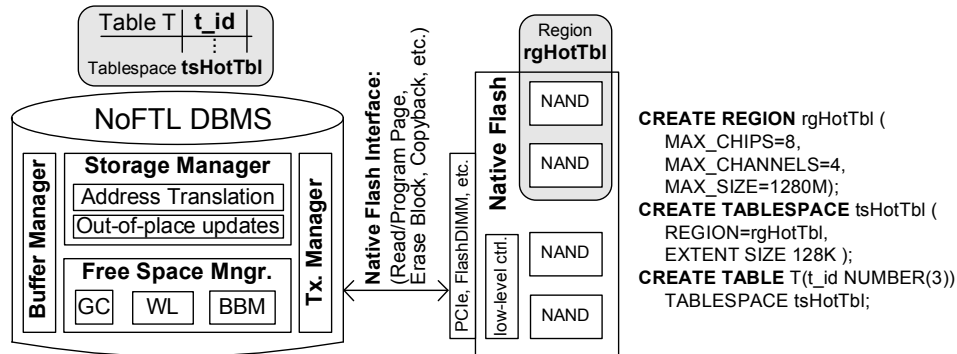 Table T t_id
⋮
Tablespace tsHotTbl
NoFTL DBMS
Buffer Manager
Storage Manager
Address Translation
Out-of-place updates
Free Space Mngr.
GC WL BBM
Tx. Manager
Native Flash Interface:
(Read/Program Page,
Erase Block, Copyback, etc.)
PCIe, FlashDIMM, etc.
Native Flash
low-level ctrl.
Region
rgHotTbl
NAND
NAND
NAND
NAND
CREATE REGION rgHotTbl (
MAX_CHIPS=8,
MAX_CHANNELS=4,
MAX_SIZE=1280M);
CREATE TABLESPACE tsHotTbl (
REGION=rgHotTbl,
EXTENT SIZE 128K );
CREATE TABLE T(t_id NUMBER(3))
TABLESPACE tsHotTbl;